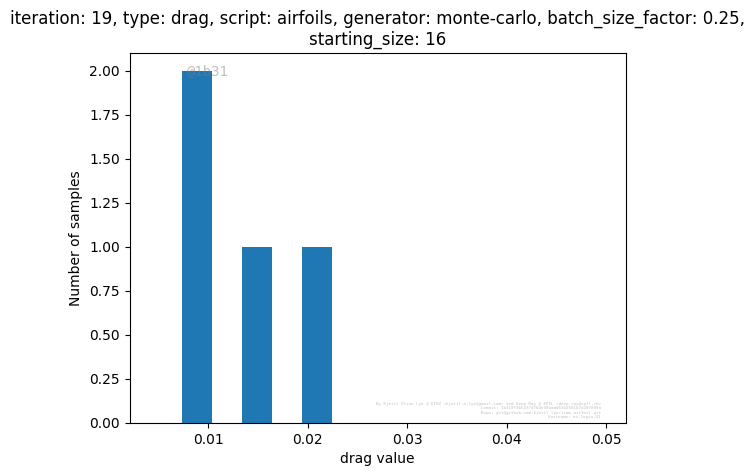 iteration: 19, type: drag, script: airfoils, generator: monte-carlo, batch_size_factor: 0.25,
starting_size: 16
2.00
@1b31
1.75
1.50
1.25
1.00
0.75
0.50
0.25
0.00
Number of samples
0.01
0.02
0.03
0.04
0.05
drag value